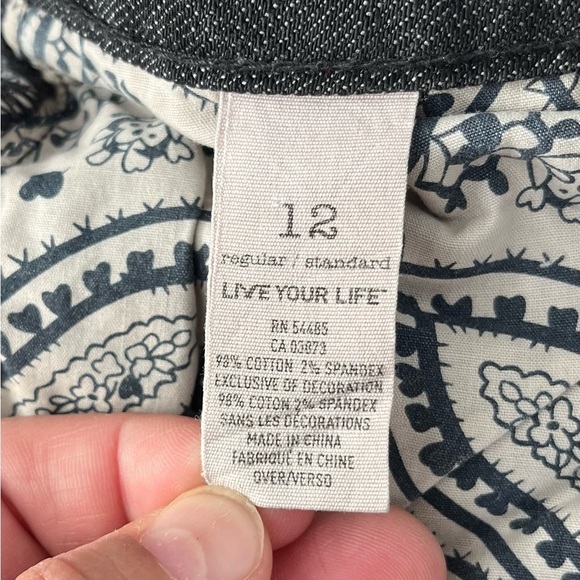 12
regular / standard
LIVE YOUR LIFE™
RN 54485
CA 03873
98% COTTON 2% SPANDEX
EXCLUSIVE OF DECORATION
98% COTON 2% SPANDEX
SANS LES DECORATIONS
MADE IN CHINA
FABRIQUE EN CHINE
OVER/VERSO